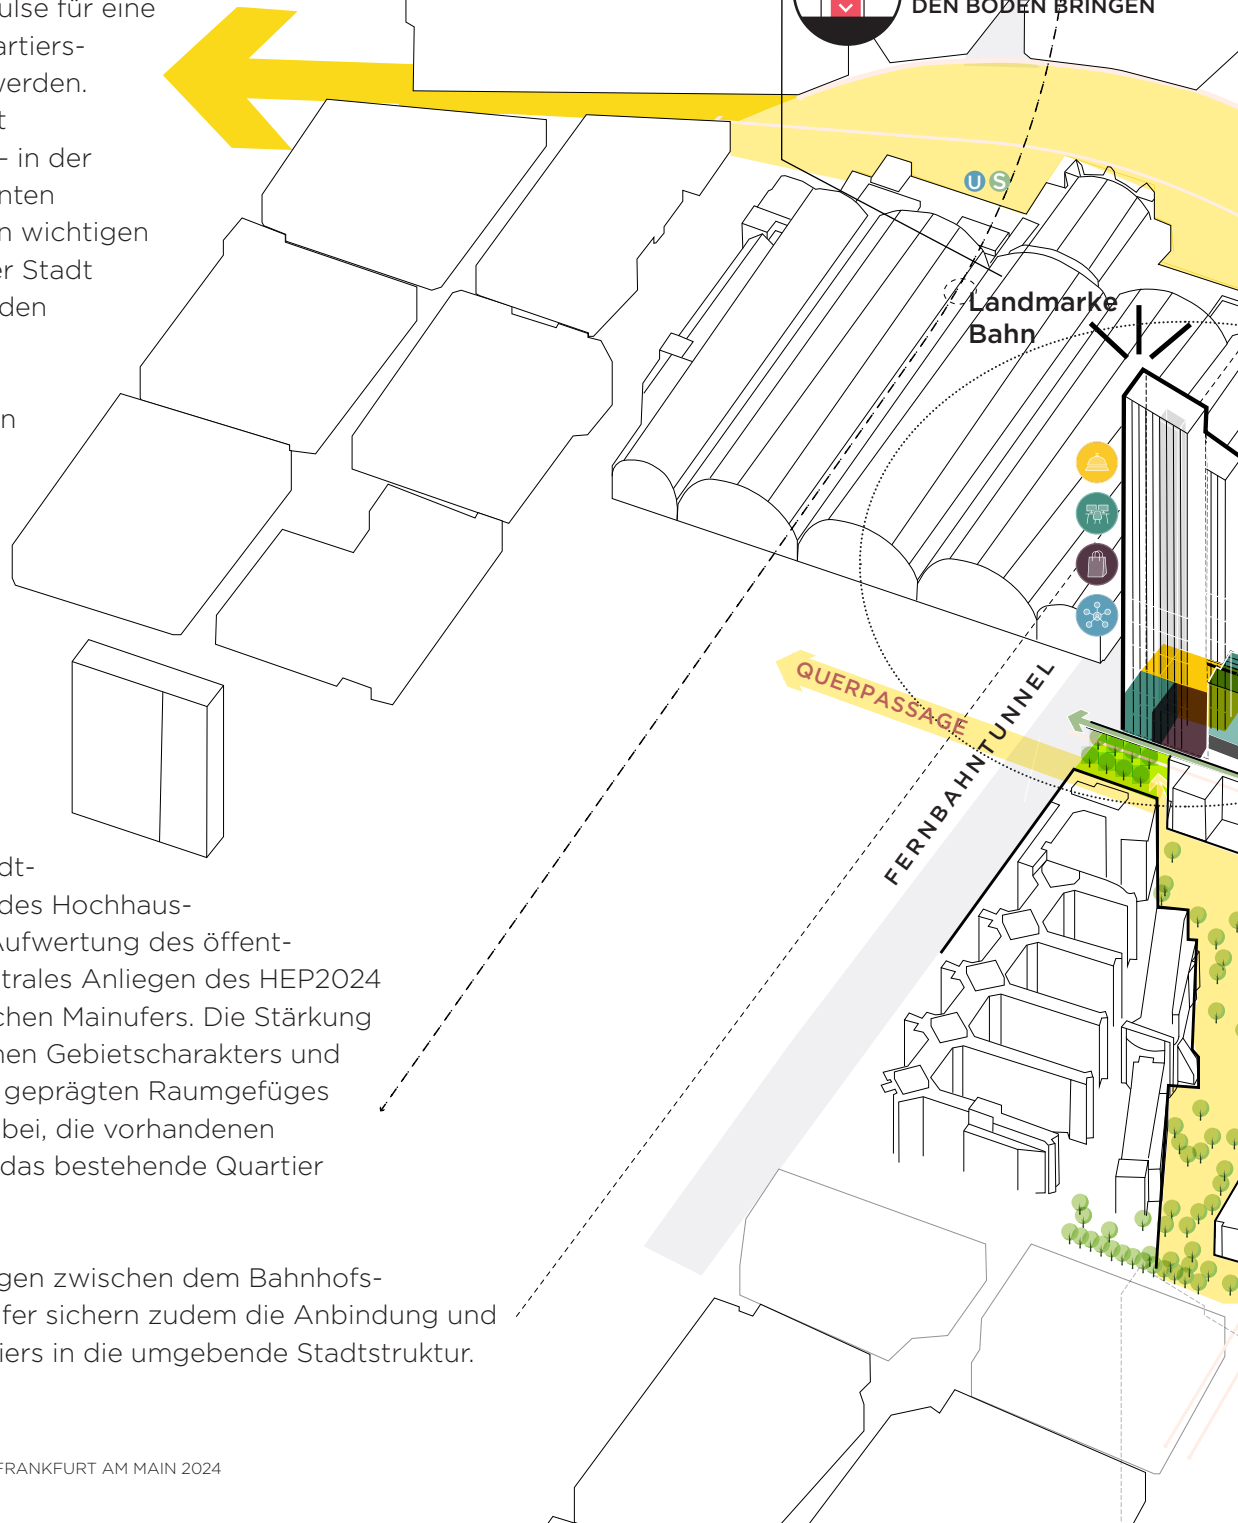 ulse für eine
DEN BODEN BRINGEN
artiers-
werden.
t
– in der
nten
n wichtigen
er Stadt
den
n
U S
Landmarke
Bahn
QUERPASSAGE
FERNBAHNTUNNEL
dt-
des Hochhaus-
Aufwertung des öffent-
trales Anliegen des HEP2024
chen Mainufers. Die Stärkung
nen Gebietscharakters und
geprägten Raumgefüges
bei, die vorhandenen
das bestehende Quartier
gen zwischen dem Bahnhofs-
fer sichern zudem die Anbindung und
iers in die umgebende Stadtstruktur.
FRANKFURT AM MAIN 2024